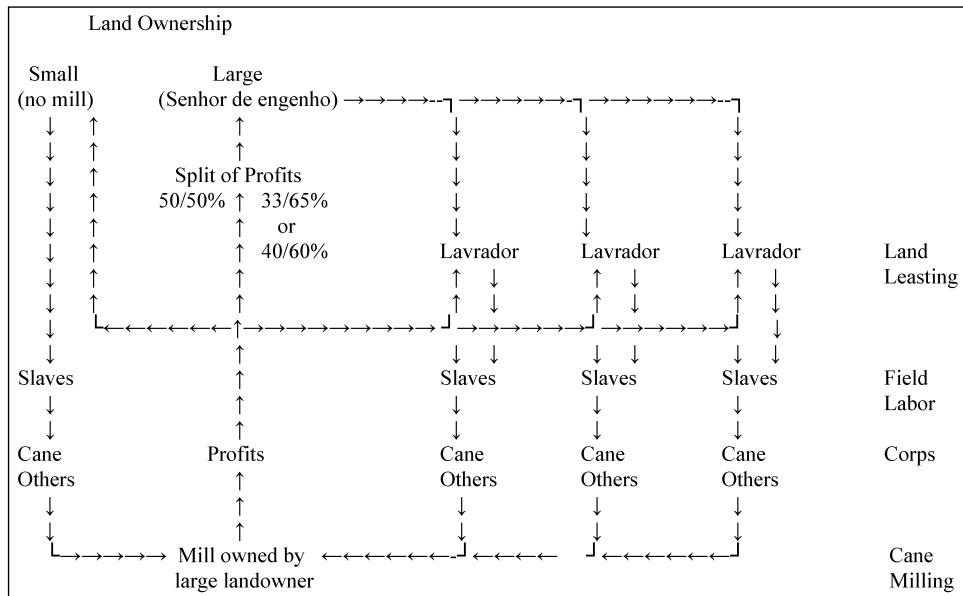 Land Ownership
Small Large
(no mill) (Senhor de engenho)
Split of Profits
50/50% 33/65%
or
40/60%
Lavrador Lavrador Lavrador Land
Leasting
Slaves Slaves Slaves Slaves Field
Labor
Cane Profits Cane Cane Cane Corps
Others Others Others Others
Mill owned by Cane
large landowner Milling